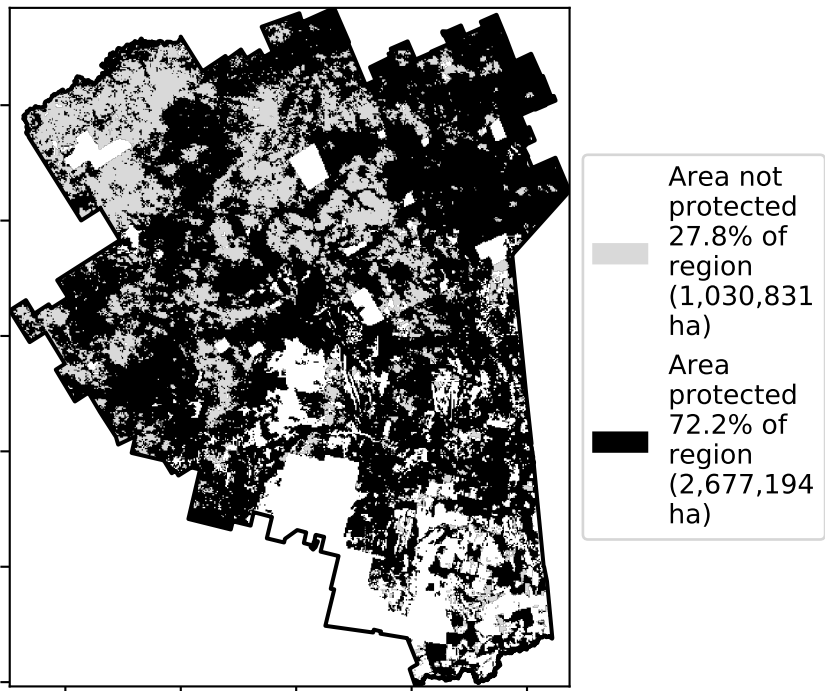 Area not
protected
27.8% of
region
(1,030,831
ha)
Area
protected
72.2% of
region
(2,677,194
ha)